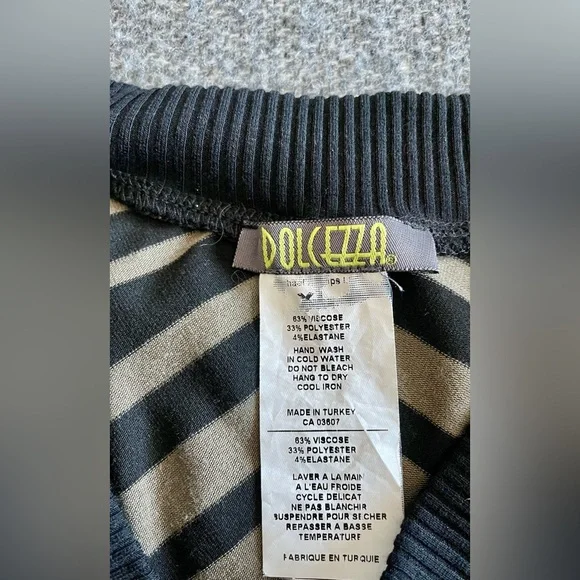 DOLCEZZA
63% VISCOSE
33% POLYESTER
4% ELASTANE
HAND WASH
IN COLD WATER
DO NOT BLEACH
HANG TO DRY
COOL IRON
MADE IN TURKEY
CA 03607
63% VISCOSE
33% POLYESTER
4% ELASTANE
LAVER A LA MAIN
A L'EAU FROIDE
CYCLE DELICAT
NE PAS BLANCHIR
SUSPENDRE POUR SECHER
REPASSER A BASSE
TEMPERATURE
FABRIQUE EN TURQUIE